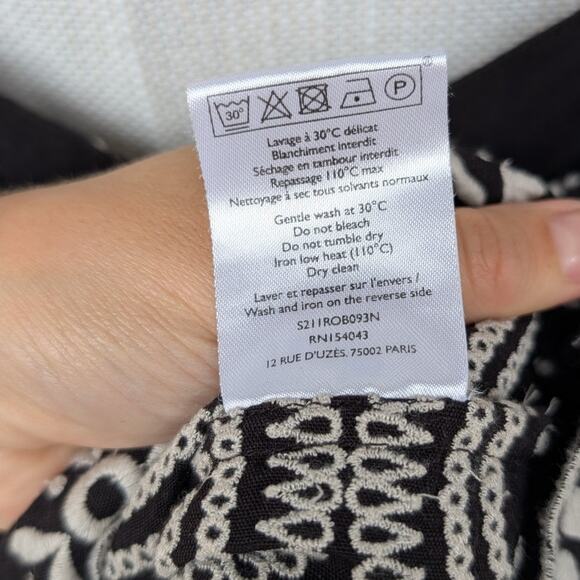 30°
P
Lavage à 30°C délicat
Blanchiment interdit
Séchage en tambour interdit
Repassage 110°C max
Nettoyage à sec tous solvants normaux
Gentle wash at 30°C
Do not bleach
Do not tumble dry
Iron low heat (110°C)
Dry clean
Laver et repasser sur l'envers /
Wash and iron on the reverse side
S211ROB093N
RN154043
12 RUE D'UZÈS, 75002 PARIS